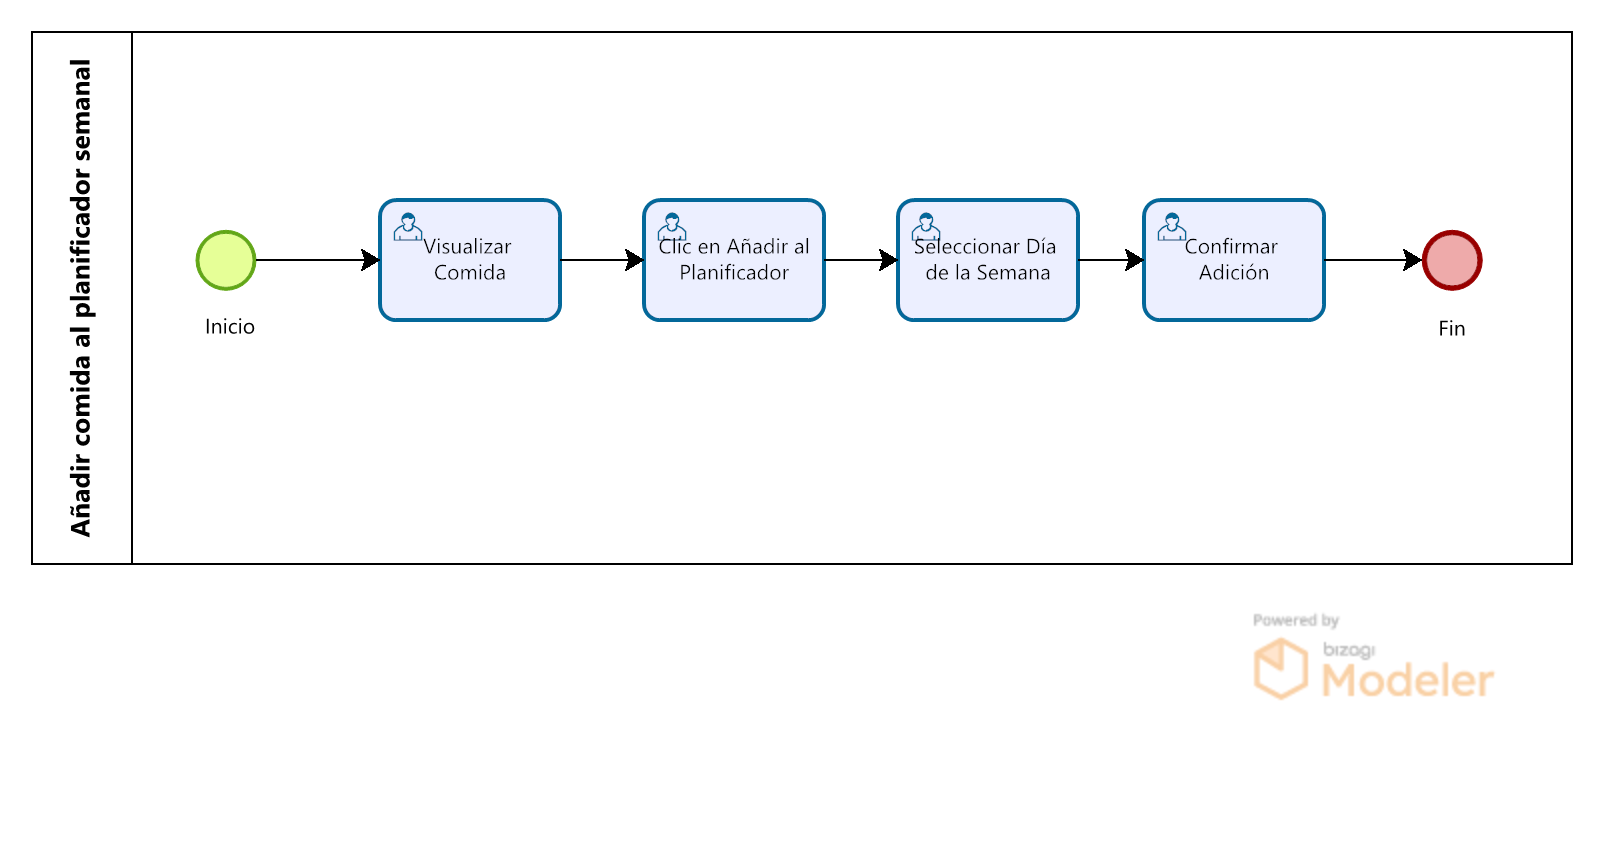 Añadir comida al planificador semanal
Inicio
Visualizar
Comida
Clic en Añadir al
Planificador
Seleccionar Día
de la Semana
Confirmar
Adición
Fin
Powered by
bizagi
Modeler